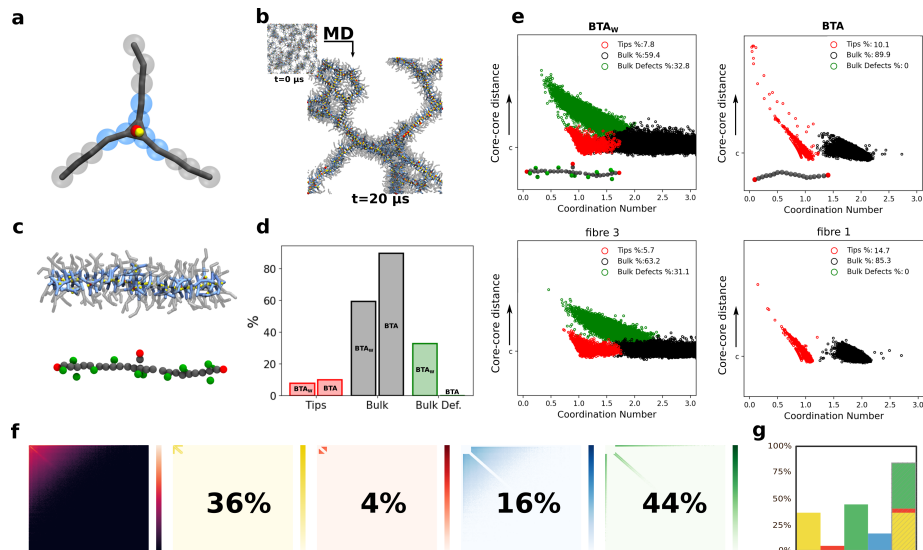 a
b
MD
t=0 μs
t=20 μs
c
d
%
80
60
40
20
0
BTAW
BTA
BTAW
BTA
BTAW
BTA
Tips
Bulk
Bulk Def.
e
BTAW
Tips %:7.8
Bulk %:59.4
Bulk Defects %:32.8
Core-core distance
c
0.0 0.5 1.0 1.5 2.0 2.5 3.0
Coordination Number
BTA
Tips %:10.1
Bulk %:89.9
Bulk Defects %:0
Core-core distance
c
0.0 0.5 1.0 1.5 2.0 2.5 3.0
Coordination Number
fibre 3
Tips %:5.7
Bulk %:63.2
Bulk Defects %:31.1
Core-core distance
c
0.0 0.5 1.0 1.5 2.0 2.5 3.0
Coordination Number
fibre 1
Tips %:14.7
Bulk %:85.3
Bulk Defects %:0
Core-core distance
c
0.0 0.5 1.0 1.5 2.0 2.5 3.0
Coordination Number
f
36%
4%
16%
44%
g
100%
75%
50%
25%
0%